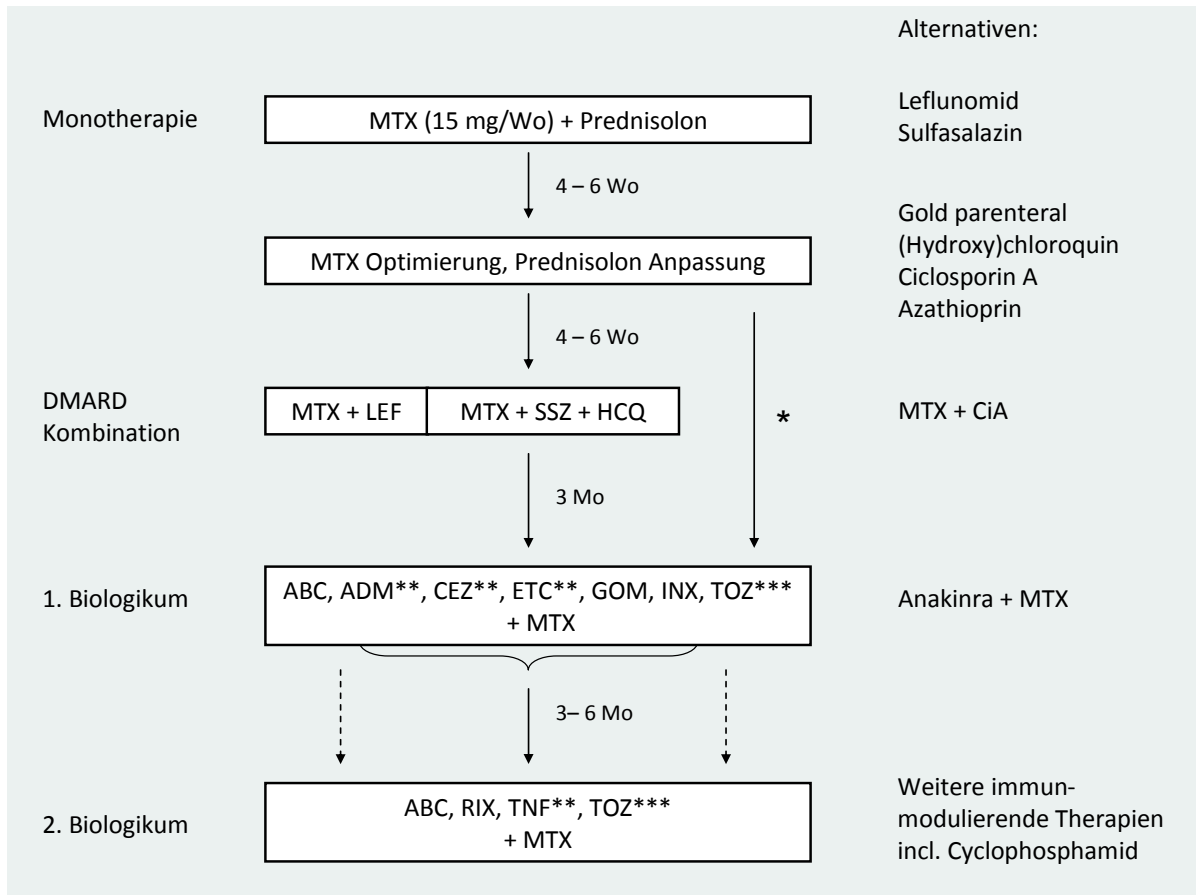 Alternativen:
Monotherapie
MTX (15 mg/Wo) + Prednisolon
Leflunomid
Sulfasalazin
4 – 6 Wo
MTX Optimierung, Prednisolon Anpassung
Gold parenteral
(Hydroxy)chloroquin
Ciclosporin A
Azathioprin
4 – 6 Wo
DMARD
Kombination
MTX + LEF
MTX + SSZ + HCQ
*
MTX + CiA
3 Mo
1. Biologikum
ABC, ADM**, CEZ**, ETC**, GOM, INX, TOZ***
+ MTX
Anakinra + MTX
3– 6 Mo
2. Biologikum
ABC, RIX, TNF**, TOZ***
+ MTX
Weitere immun-
modulierende Therapien
incl. Cyclophosphamid